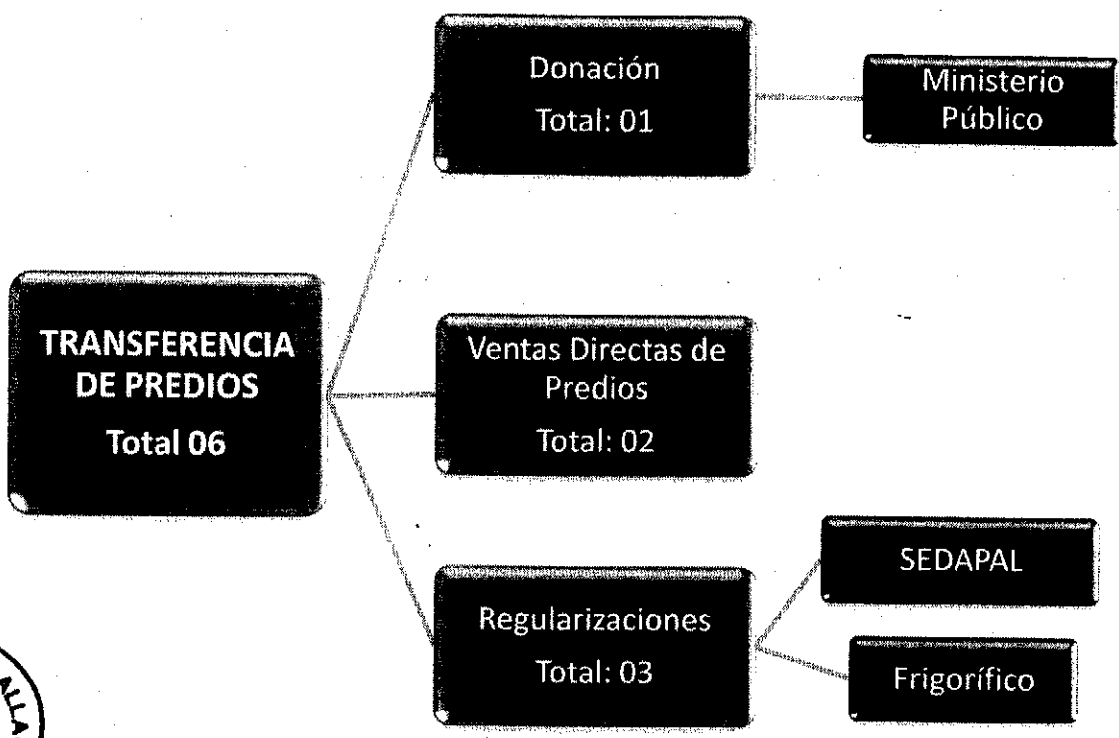 TRANSFERENCIA
DE PREDIOS
Total 06
Donación
Total: 01
Ministerio
Público
Ventas Directas de
Predios
Total: 02
Regularizaciones
Total: 03
SEDAPAL
Frigorífico
ALLA